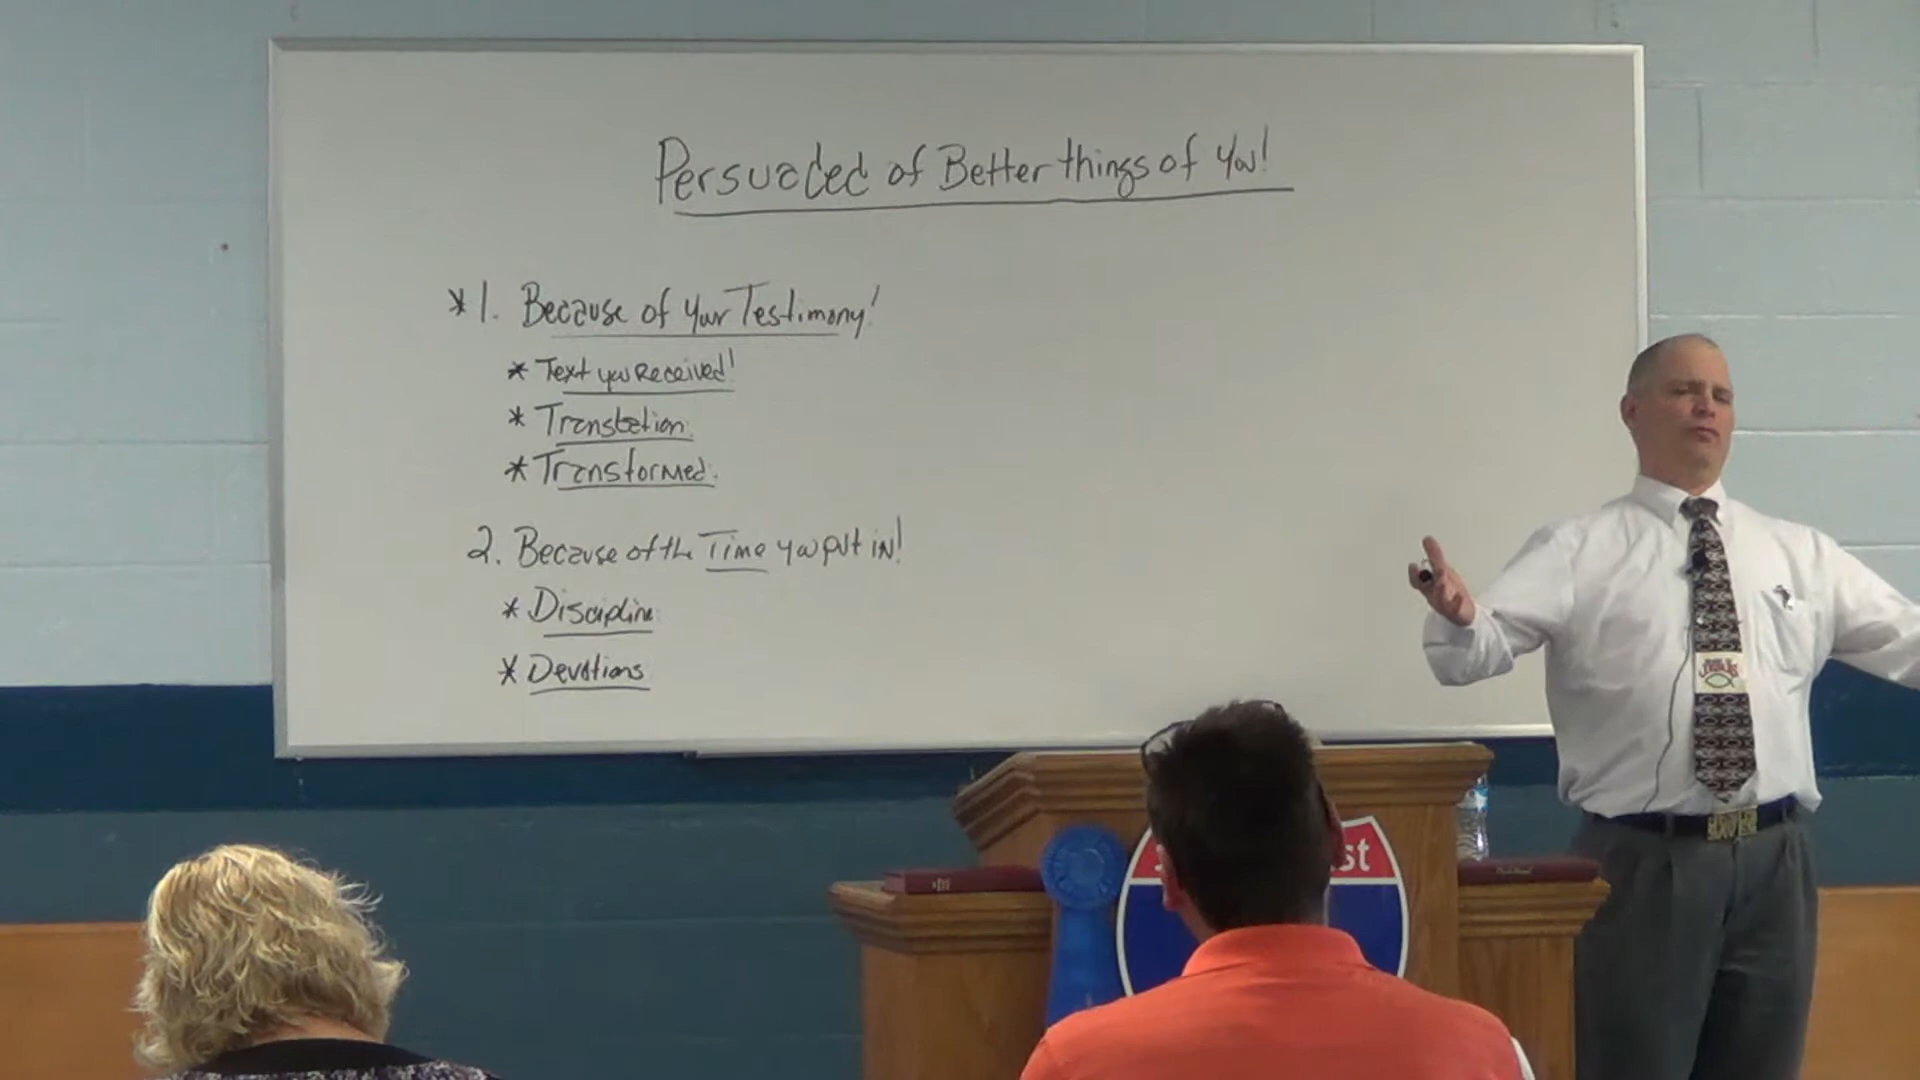 Persuaded of Better things of You!
* 1. Because of Your Testimony!
* Text you Received!
* Translation.
* Transformed.
2. Because of the Time you put in!
* Discipline
* Devotions
st